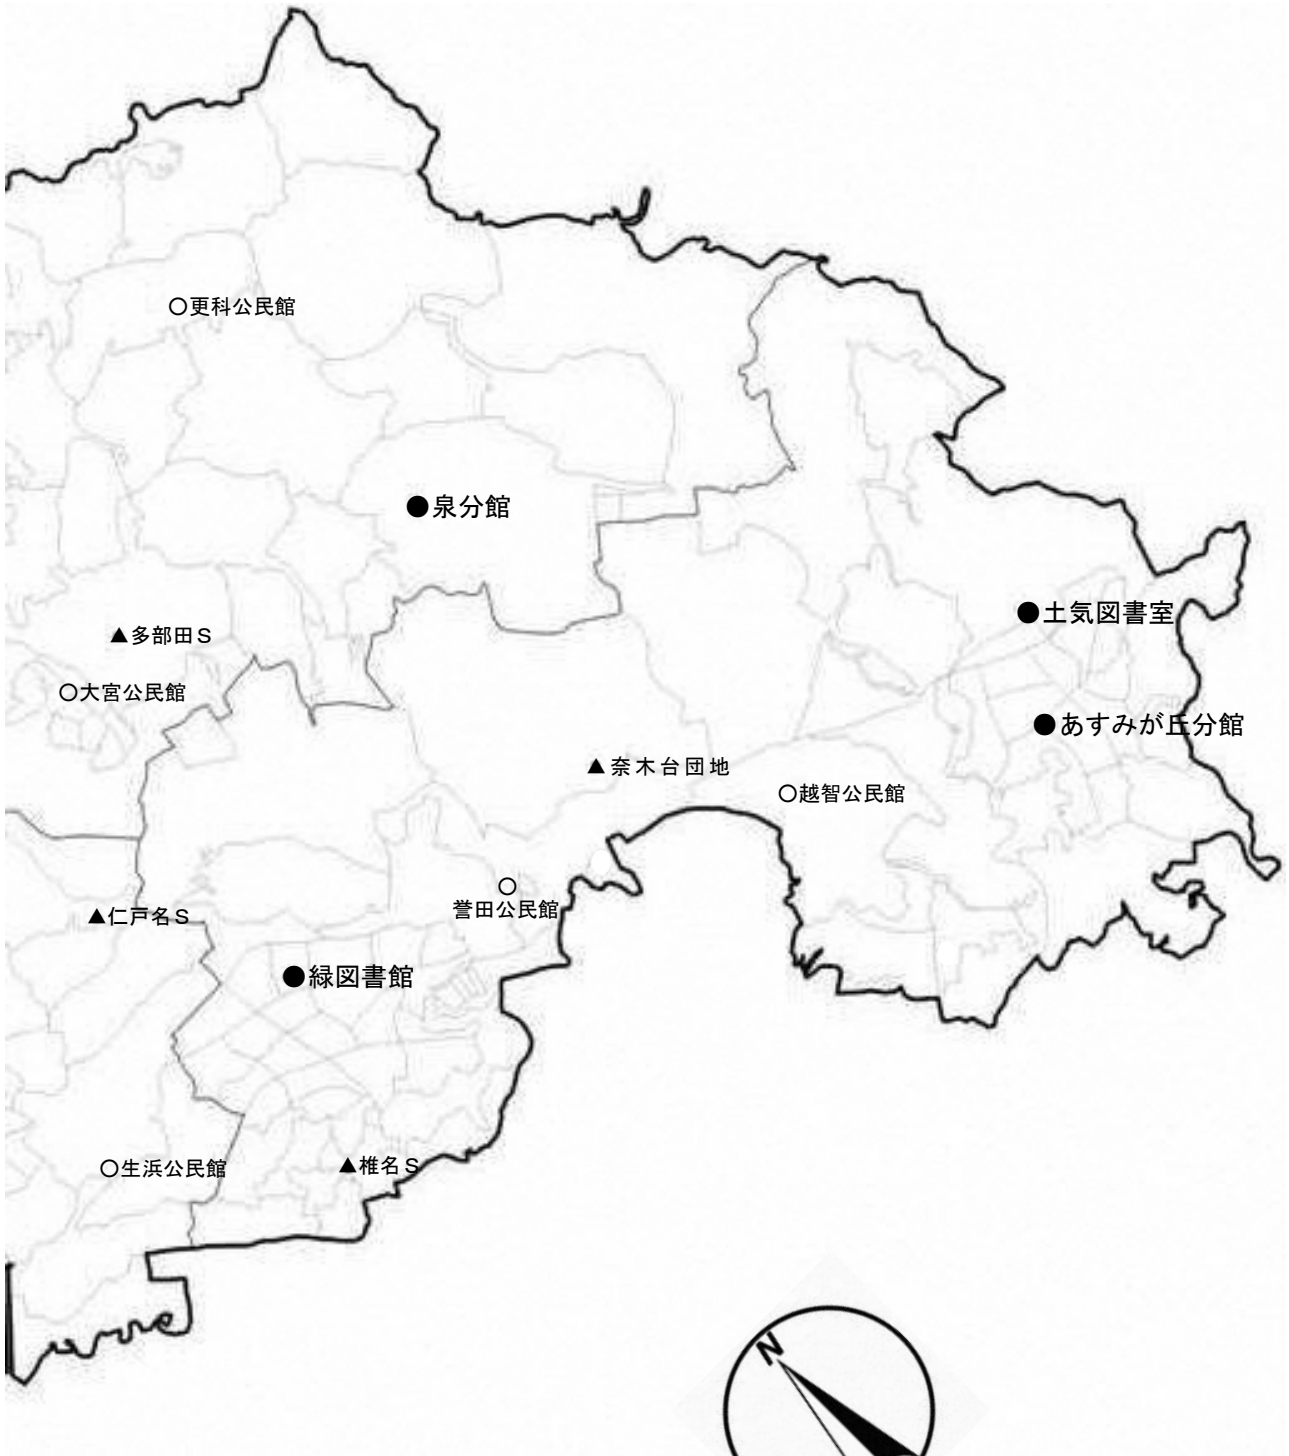 ○更科公民館
●泉分館
●土気図書室
▲多部田S
○大宮公民館
●あすみが丘分館
▲奈木台団地
○越智公民館
○
誉田公民館
▲仁戸名S
●緑図書館
○生浜公民館
▲椎名S
N